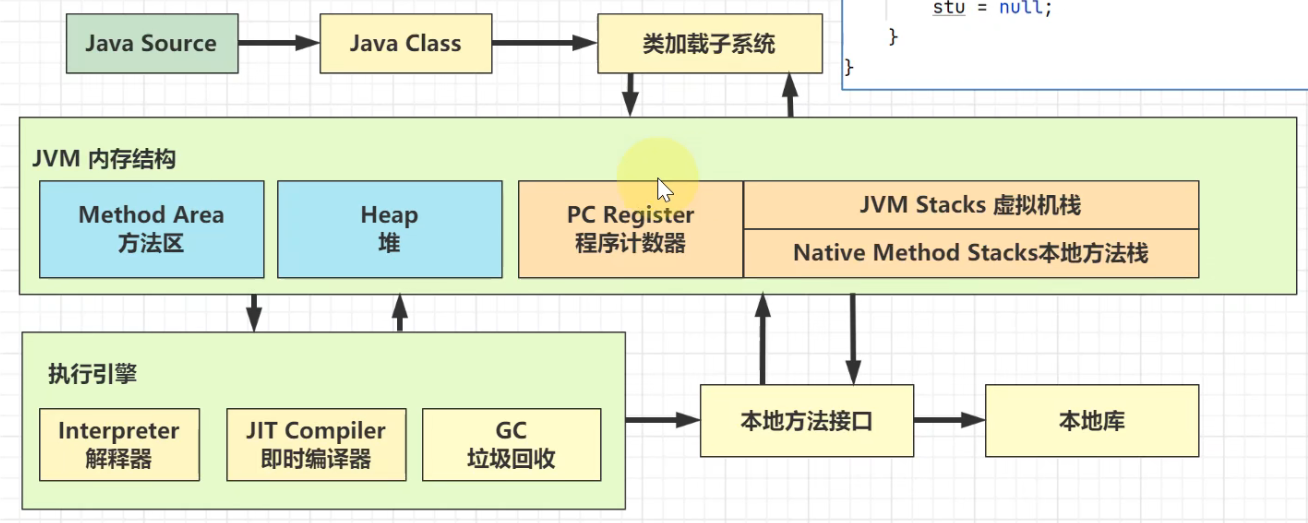 stu = null;
}
}
Java Source
Java Class
类加载子系统
JVM 内存结构
Method Area
方法区
Heap
堆
PC Register
程序计数器
JVM Stacks 虚拟机栈
Native Method Stacks本地方法栈
执行引擎
Interpreter
解释器
JIT Compiler
即时编译器
GC
垃圾回收
本地方法接口
本地库